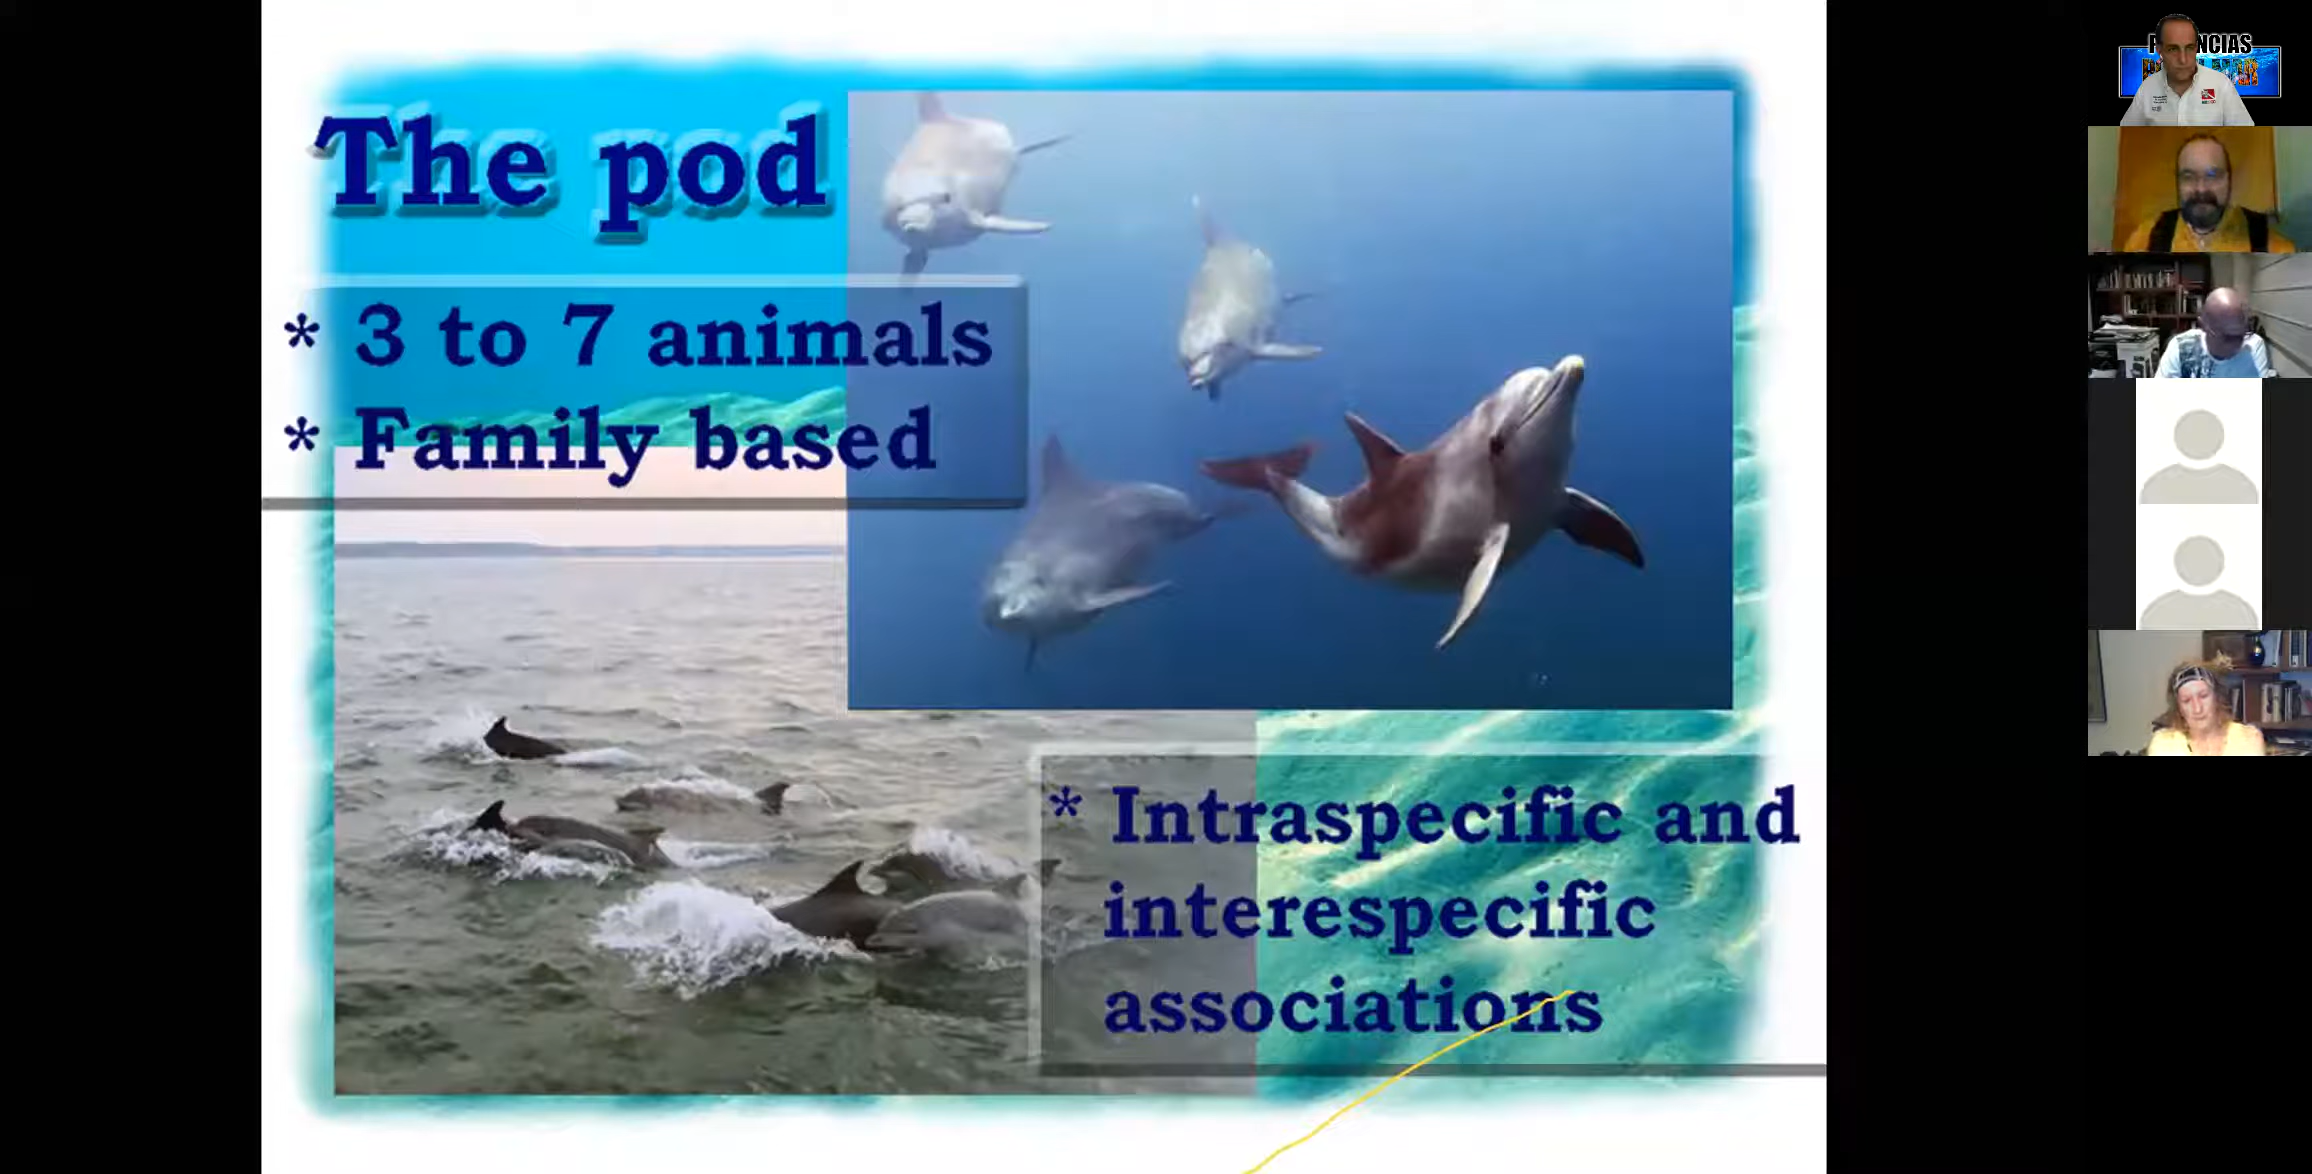 The pod
* 3 to 7 animals
* Family based
* Intraspecific and
interespecific
associations